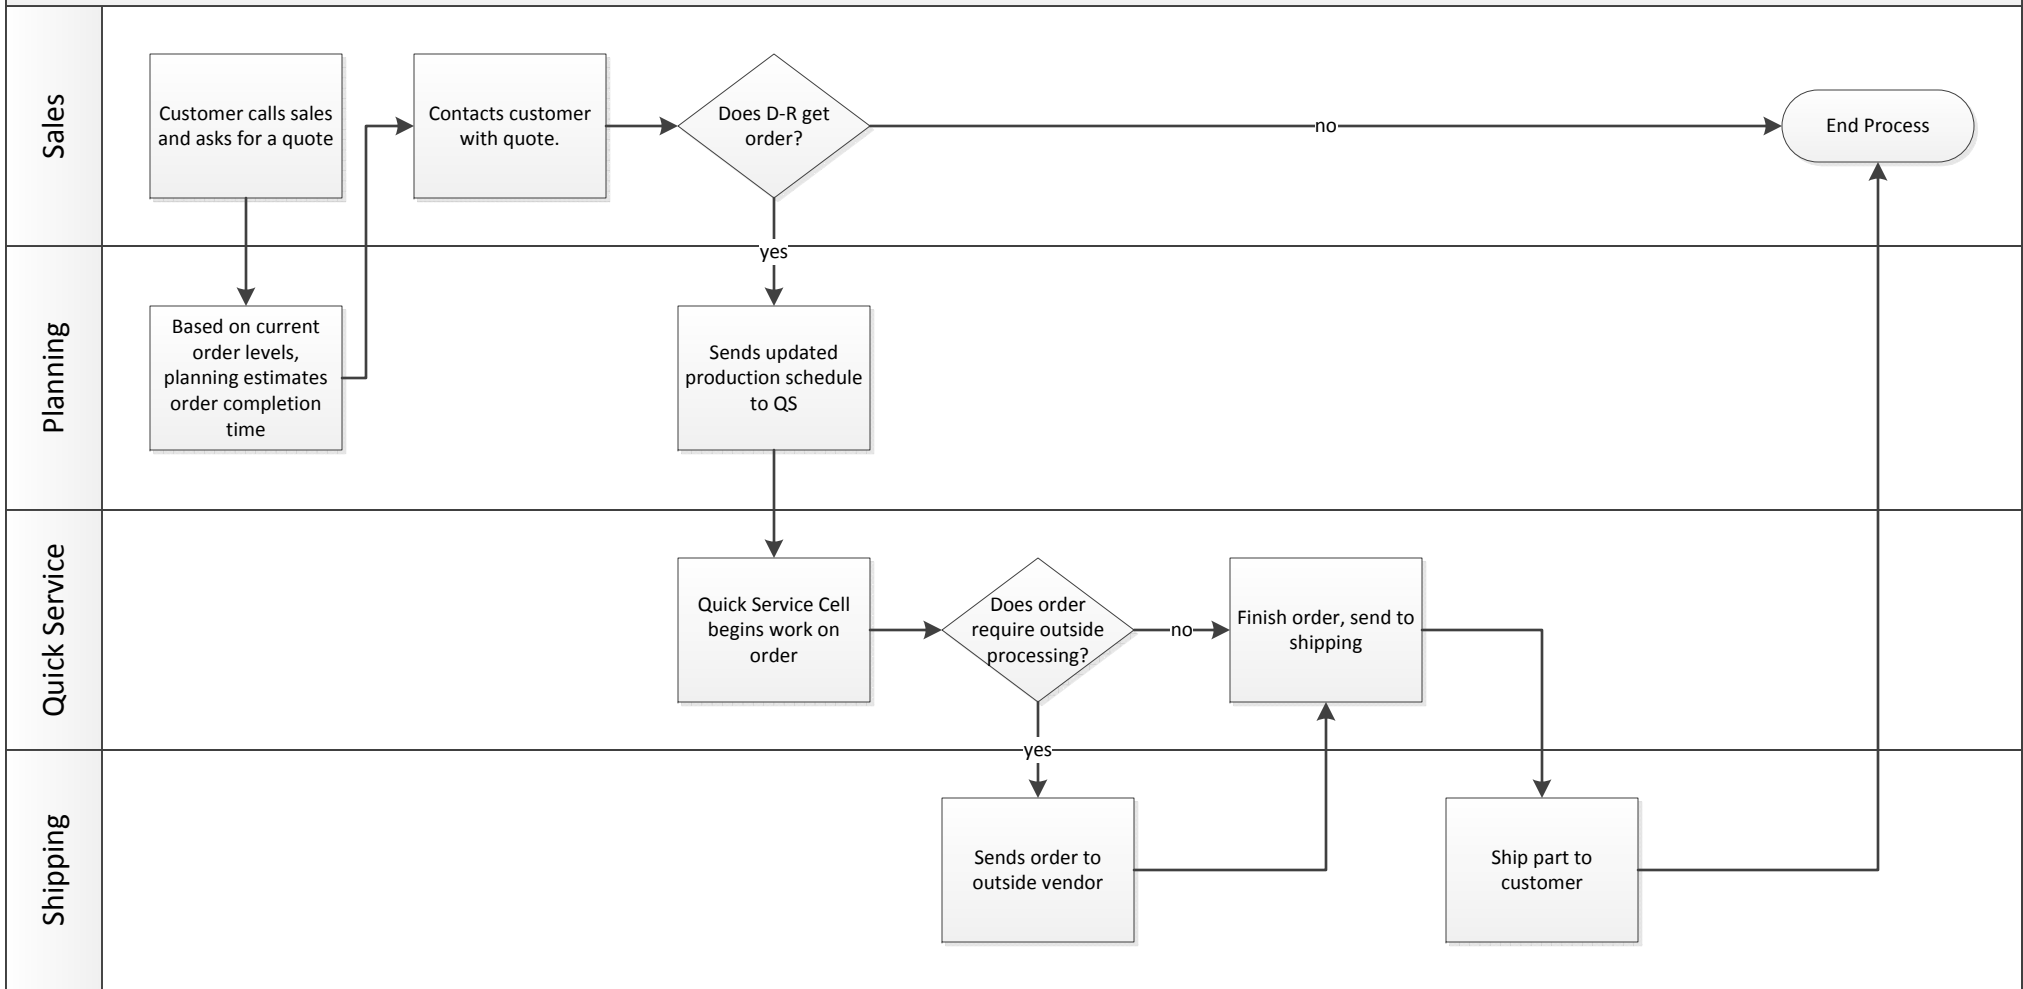 Sales
Customer calls sales
and asks for a quote
Contacts customer
with quote.
Does D-R get
order?
no
End Process
yes
Planning
Based on current
order levels,
planning estimates
order completion
time
Sends updated
production schedule
to QS
Quick Service
Quick Service Cell
begins work on
order
Does order
require outside
processing?
no
Finish order, send to
shipping
yes
Shipping
Sends order to
outside vendor
Ship part to
customer